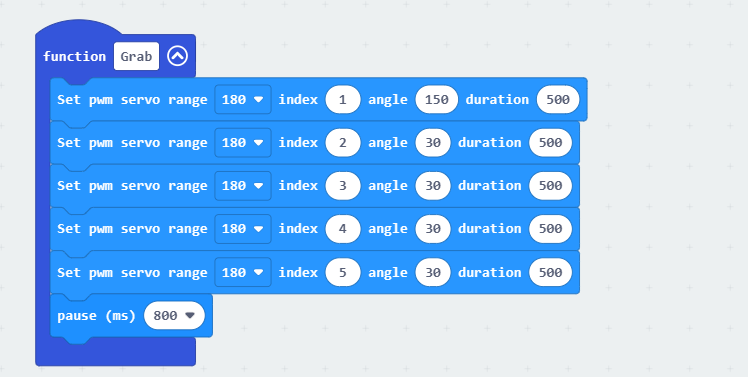 function Grab
Set pwm servo range 180 index 1 angle 150 duration 500
Set pwm servo range 180 index 2 angle 30 duration 500
Set pwm servo range 180 index 3 angle 30 duration 500
Set pwm servo range 180 index 4 angle 30 duration 500
Set pwm servo range 180 index 5 angle 30 duration 500
pause (ms) 800